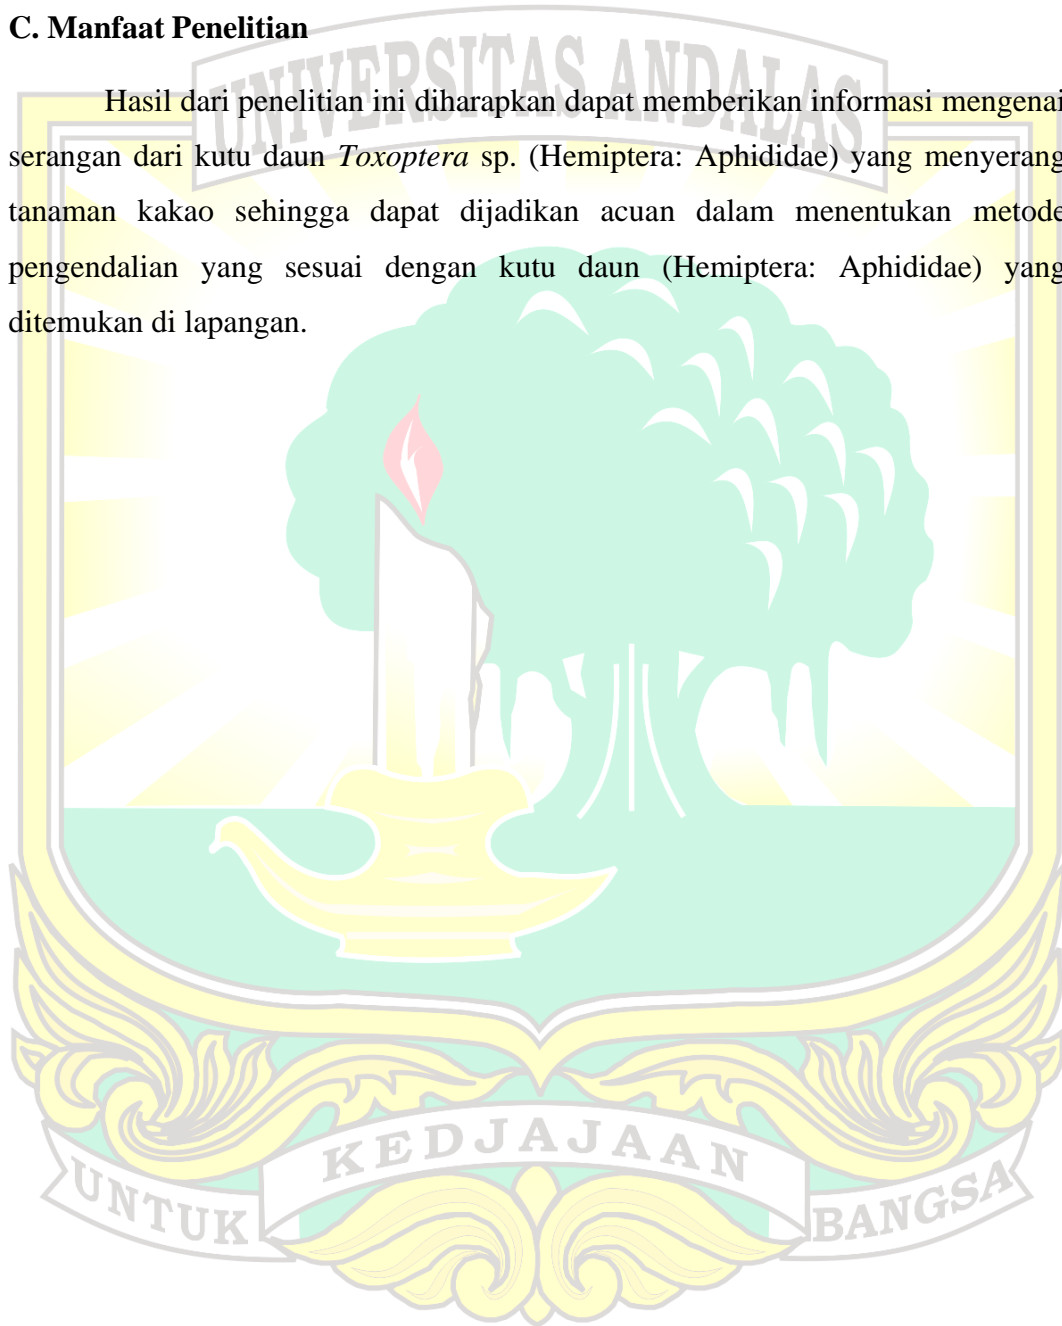 C. Manfaat Penelitian
UNIVERSITAS ANDALAS
Hasil dari penelitian ini diharapkan dapat memberikan informasi mengenai
serangan dari kutu daun Toxoptera sp. (Hemiptera: Aphididae) yang menyerang
tanaman kakao sehingga dapat dijadikan acuan dalam menentukan metode
pengendalian yang sesuai dengan kutu daun (Hemiptera: Aphididae) yang
ditemukan di lapangan.
UNTUK KEDJAJAAN BANGSA